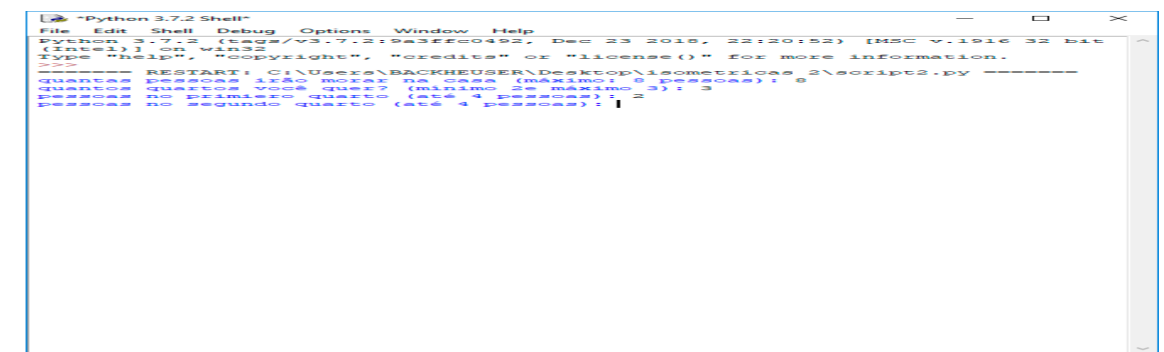 *Python 3.7.2 Shell*
File Edit Shell Debug Options Window Help
Python 3.7.2 (tags/v3.7.2:9a3ffc0492, Dec 23 2018, 22:20:52) [MSC v.1916 32 bit
(Intel)] on win32
Type "help", "copyright", "credits" or "license()" for more information.
>>>
======== RESTART: C:\Users\BACKHEUSER\Desktop\isometricas 2\script2.py ========
quantas pessoas irão morar na casa (máximo: 8 pessoas): 8
quantos quartos você quer? (mínimo 2e máximo 3): 3
pessoas no primiero quarto (até 4 pessoas): 2
pessoas no segundo quarto (até 4 pessoas):